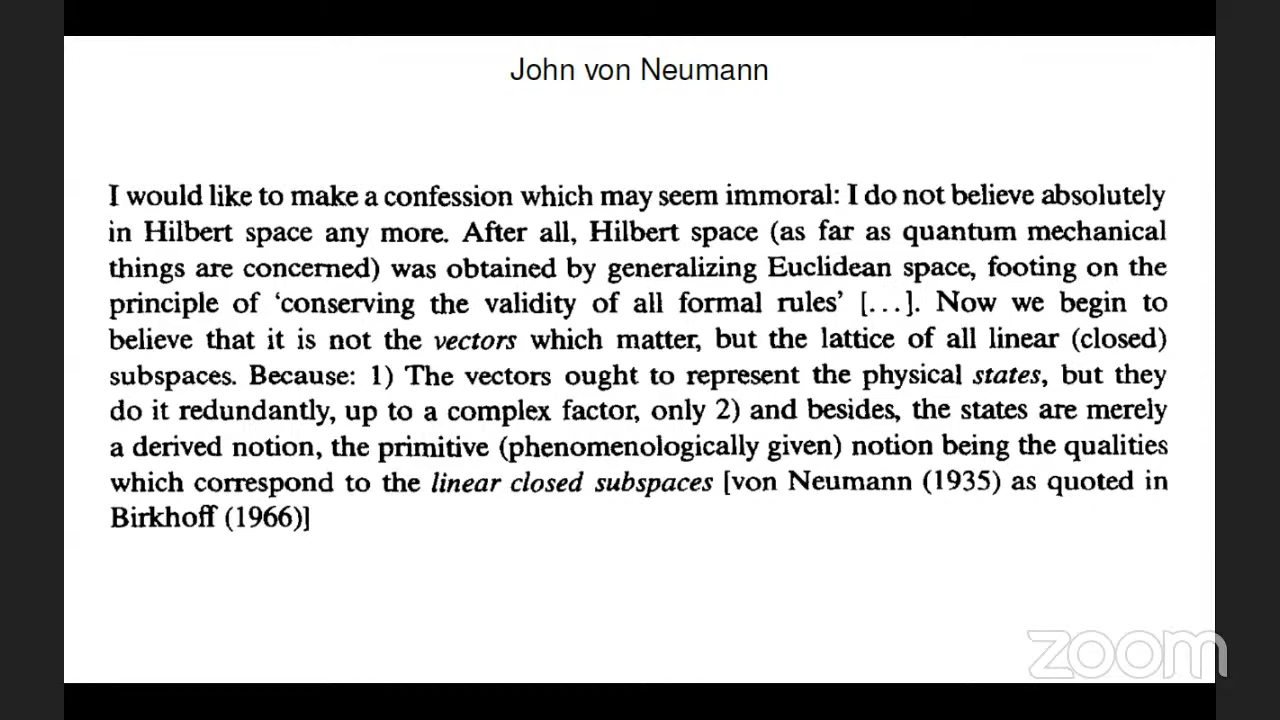 John von Neumann
I would like to make a confession which may seem immoral: I do not believe absolutely
in Hilbert space any more. After all, Hilbert space (as far as quantum mechanical
things are concerned) was obtained by generalizing Euclidean space, footing on the
principle of ‘conserving the validity of all formal rules’ [...]. Now we begin to
believe that it is not the vectors which matter, but the lattice of all linear (closed)
subspaces. Because: 1) The vectors ought to represent the physical states, but they
do it redundantly, up to a complex factor, only 2) and besides, the states are merely
a derived notion, the primitive (phenomenologically given) notion being the qualities
which correspond to the linear closed subspaces [von Neumann (1935) as quoted in
Birkhoff (1966)]
zoom